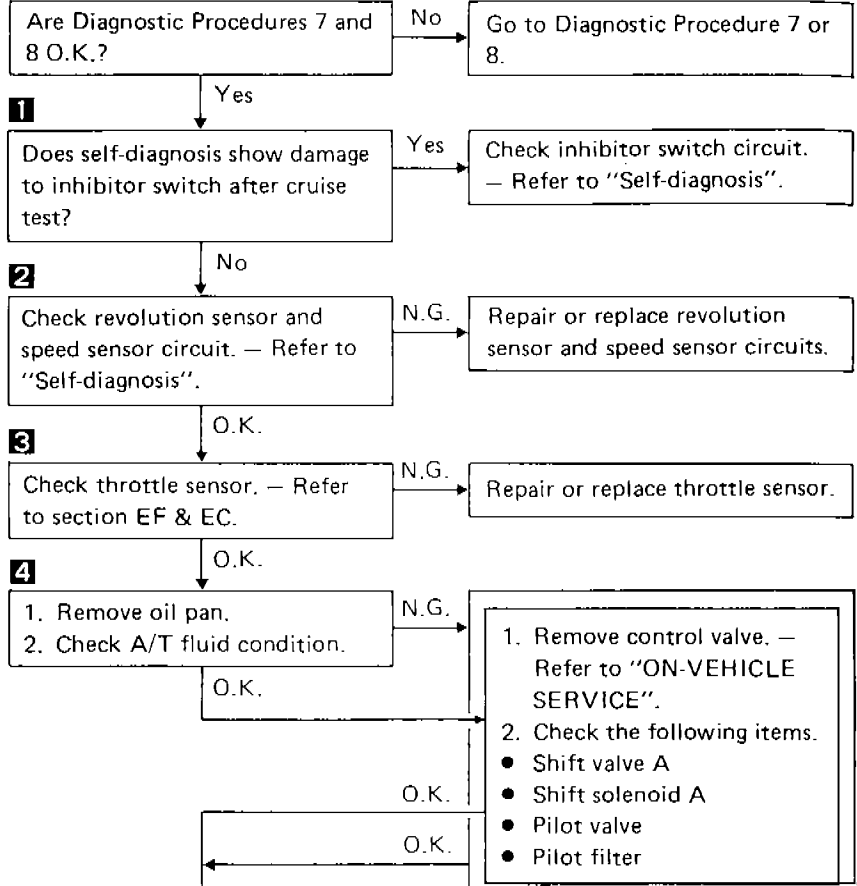 Are Diagnostic Procedures 7 and
8 O.K.?
No
Go to Diagnostic Procedure 7 or
8.
Yes
1
Does self-diagnosis show damage
to inhibitor switch after cruise
test?
Yes
Check inhibitor switch circuit.
— Refer to "Self-diagnosis".
No
2
Check revolution sensor and
speed sensor circuit. — Refer to
"Self-diagnosis".
N.G.
Repair or replace revolution
sensor and speed sensor circuits.
O.K.
3
Check throttle sensor. — Refer
to section EF & EC.
N.G.
Repair or replace throttle sensor.
O.K.
4
1. Remove oil pan.
2. Check A/T fluid condition.
N.G.
O.K.
1. Remove control valve. —
Refer to "ON-VEHICLE
SERVICE".
2. Check the following items.
● Shift valve A
● Shift solenoid A
● Pilot valve
● Pilot filter
O.K.
O.K.